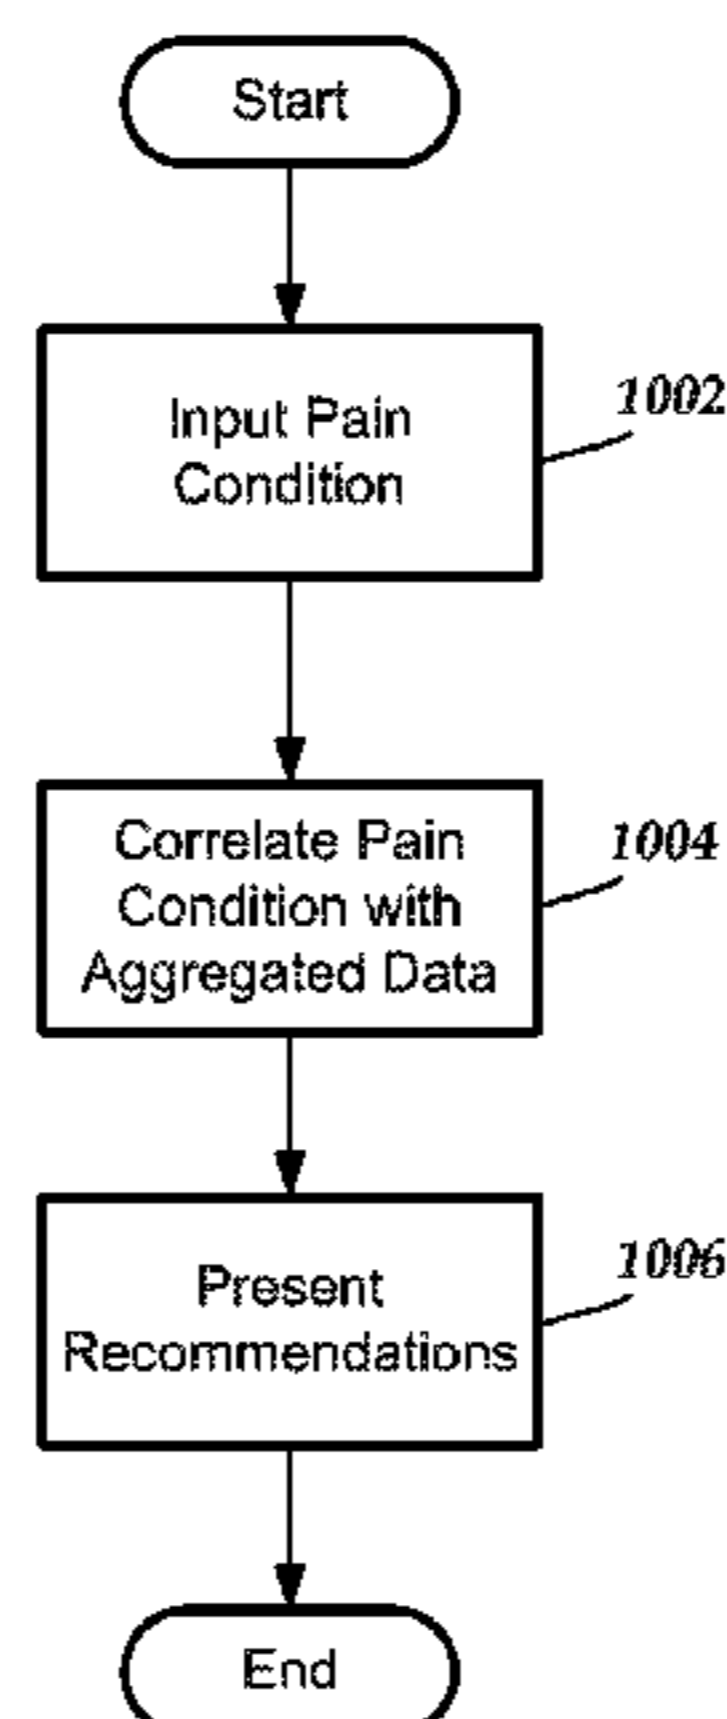 Start
Input Pain
Condition
1002
Correlate Pain
Condition with
Aggregated Data
1004
Present
Recommendations
1006
End